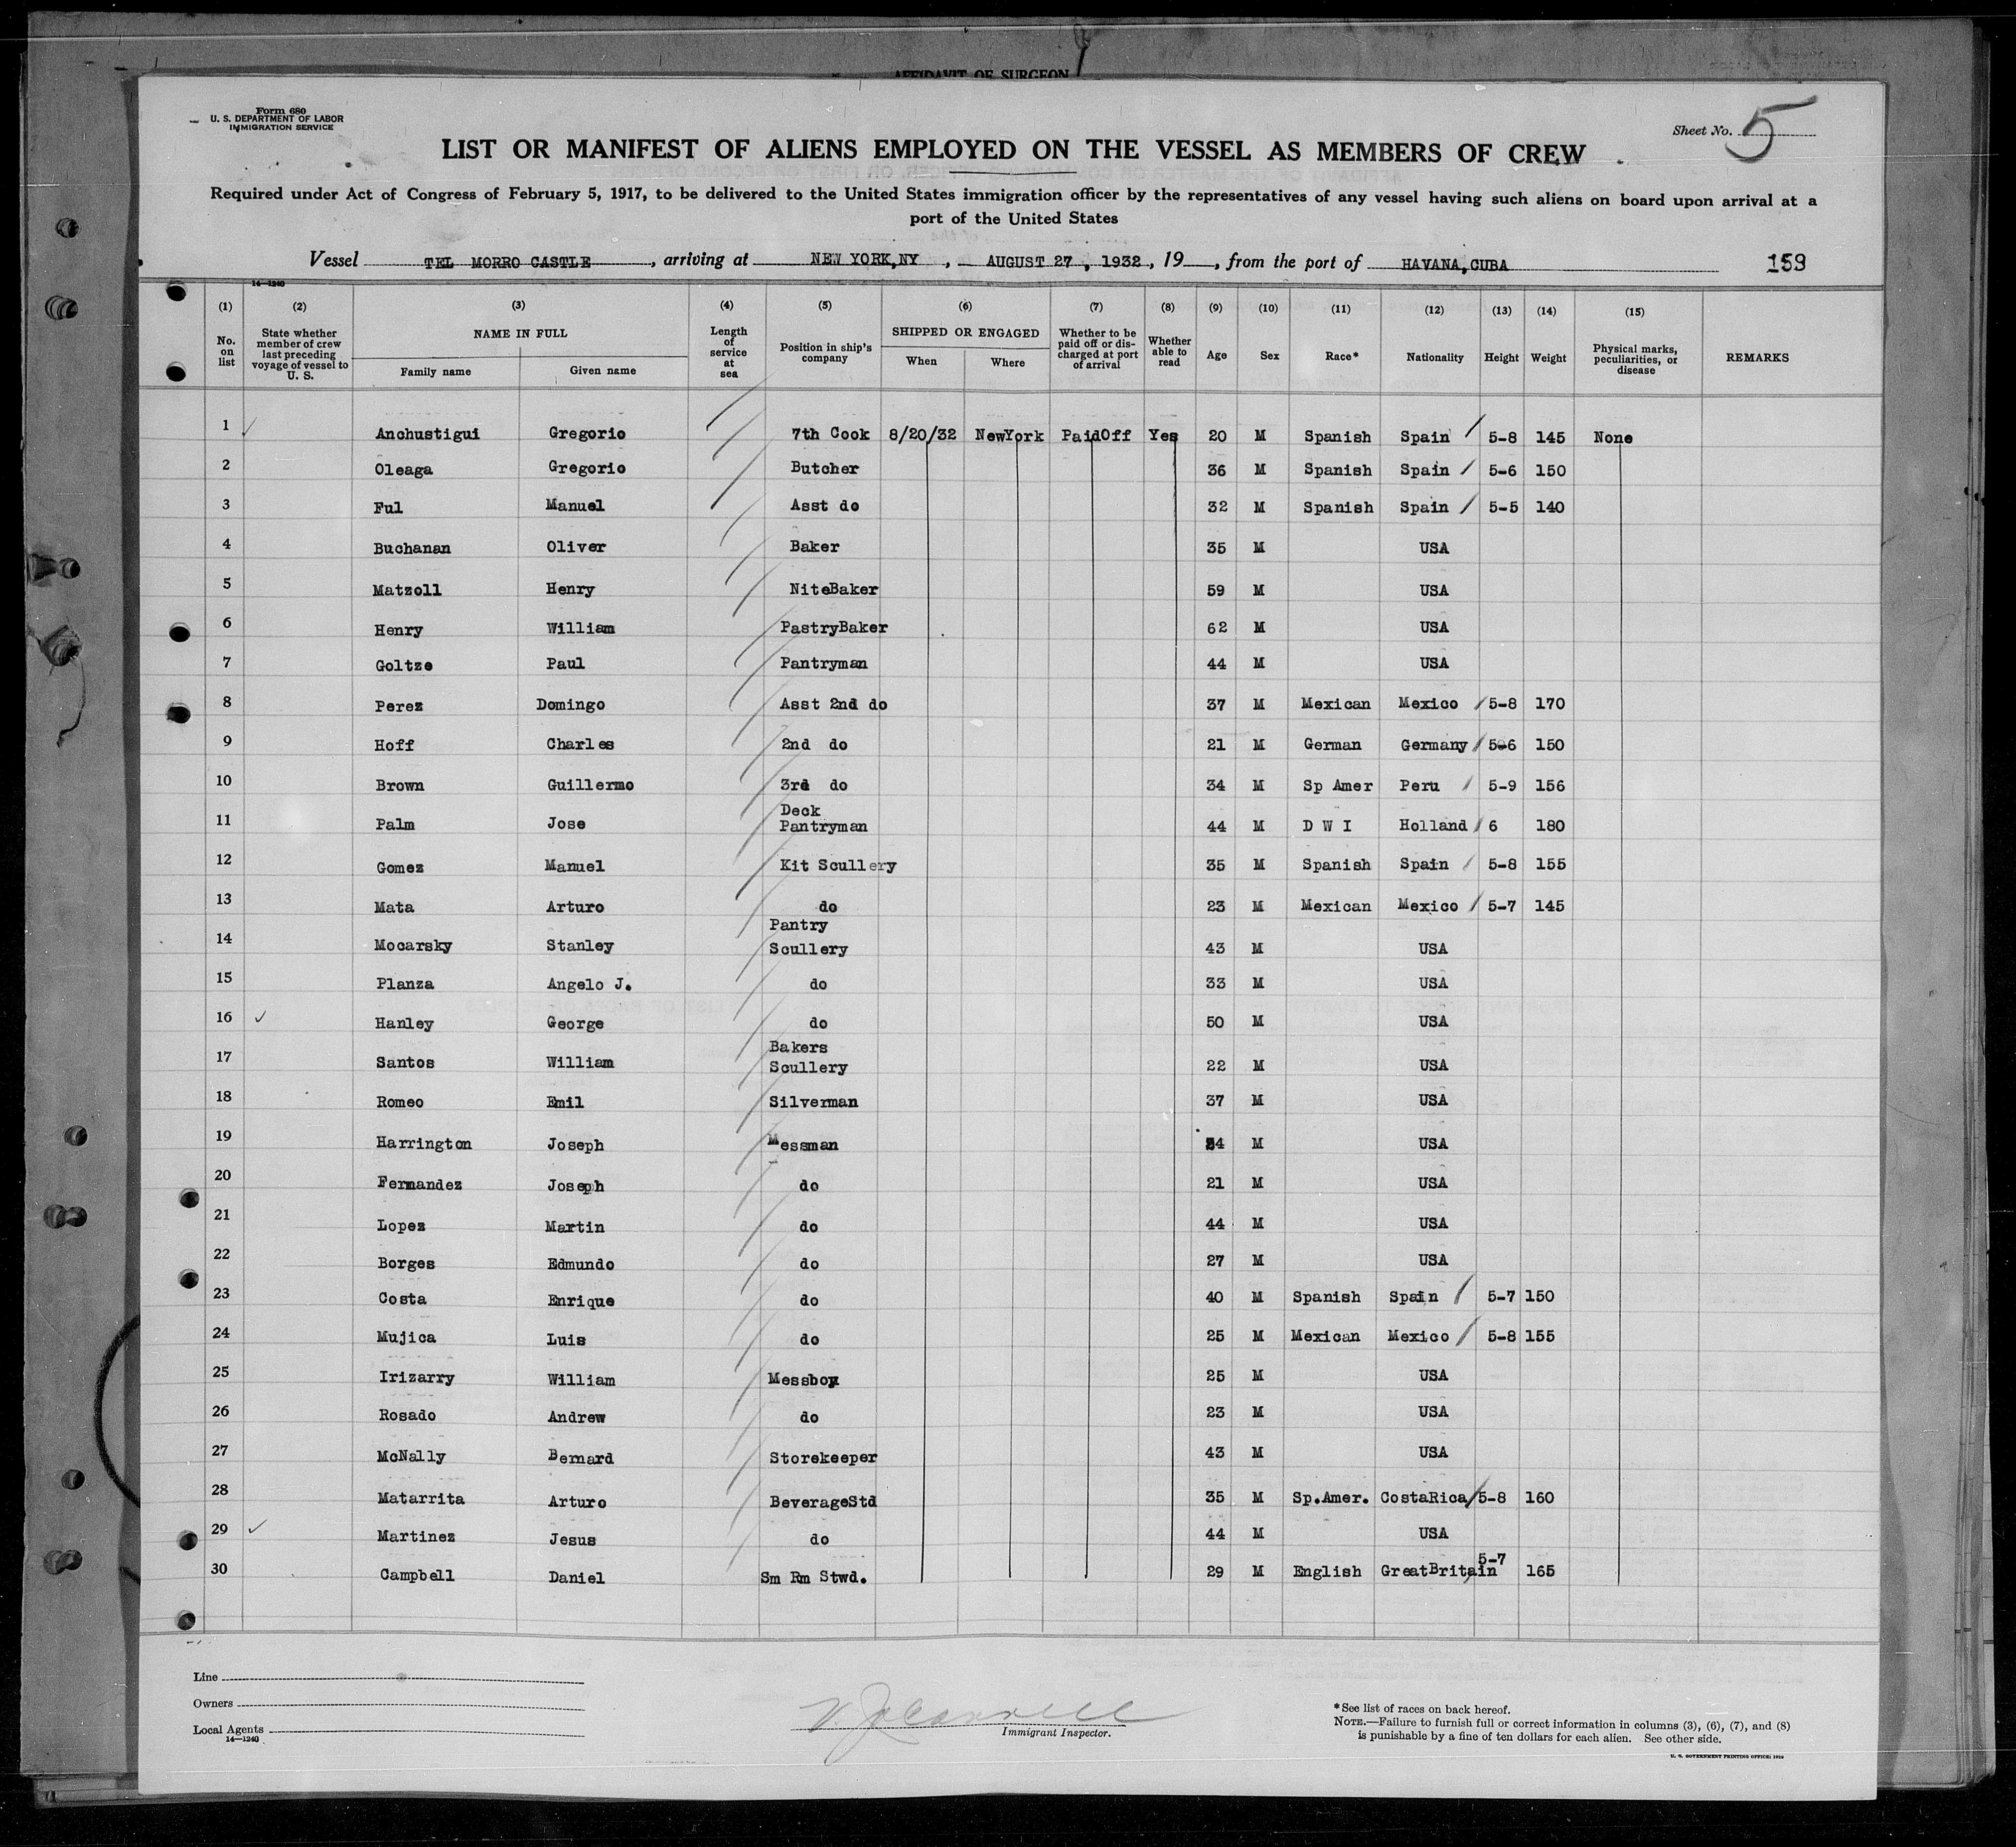 AFFIDAVIT OF SURGEON
Form 680
U. S. DEPARTMENT OF LABOR
IMMIGRATION SERVICE
Sheet No. 5
LIST OR MANIFEST OF ALIENS EMPLOYED ON THE VESSEL AS MEMBERS OF CREW
Required under Act of Congress of February 5, 1917, to be delivered to the United States immigration officer by the representatives of any vessel having such aliens on board upon arrival at a
port of the United States
Vessel TEL MORRO CASTLE, arriving at NEW YORK,NY, AUGUST 27, 1932, 19, from the port of HAVANA,CUBA 159
14—1240
(1) (2) (3) (4) (5) (6) (7) (8) (9) (10) (11) (12) (13) (14) (15)
No. on list State whether member of crew last preceding voyage of vessel to U. S. NAME IN FULL Family name Given name Length of service at sea Position in ship's company SHIPPED OR ENGAGED When Where Whether to be paid off or discharged at port of arrival Whether able to read Age Sex Race* Nationality Height Weight Physical marks, peculiarities, or disease REMARKS
1 Anchustigui Gregorio 7th Cook 8/20/32 NewYork PaidOff Yes 20 M Spanish Spain 5-8 145 None
2 Oleaga Gregorio Butcher 36 M Spanish Spain 5-6 150
3 Ful Manuel Asst do 32 M Spanish Spain 5-5 140
4 Buchanan Oliver Baker 35 M USA
5 Matzoll Henry NiteBaker 59 M USA
6 Henry William PastryBaker 62 M USA
7 Goltze Paul Pantryman 44 M USA
8 Perez Domingo Asst 2nd do 37 M Mexican Mexico 5-8 170
9 Hoff Charles 2nd do 21 M German Germany 5-6 150
10 Brown Guillermo 3rd do 34 M Sp Amer Peru 5-9 156
11 Palm Jose Deck Pantryman 44 M D W I Holland 6 180
12 Gomez Manuel Kit Scullery 35 M Spanish Spain 5-8 155
13 Mata Arturo do 23 M Mexican Mexico 5-7 145
14 Mocarsky Stanley Pantry Scullery 43 M USA
15 Planza Angelo J. do 33 M USA
16 Hanley George do 50 M USA
17 Santos William Bakers Scullery 22 M USA
18 Romeo Emil Silverman 37 M USA
19 Harrington Joseph Messman 4 M USA
20 Fernandez Joseph do 21 M USA
21 Lopez Martin do 44 M USA
22 Borges Edmundo do 27 M USA
23 Costa Enrique do 40 M Spanish Spain 5-7 150
24 Mujica Luis do 25 M Mexican Mexico 5-8 155
25 Irizarry William Messboy 25 M USA
26 Rosado Andrew do 23 M USA
27 McNally Bernard Storekeeper 43 M USA
28 Matarrita Arturo BeverageStd 35 M Sp.Amer. CostaRica 5-8 160
29 Martinez Jesus do 44 M USA
30 Campbell Daniel Sm Rm Stwd. 29 M English GreatBritain 5-7 165
Line
Owners
Local Agents
14—1240
Immigrant Inspector.
*See list of races on back hereof.
NOTE.—Failure to furnish full or correct information in columns (3), (6), (7), and (8)
is punishable by a fine of ten dollars for each alien. See other side.
U. S. GOVERNMENT PRINTING OFFICE: